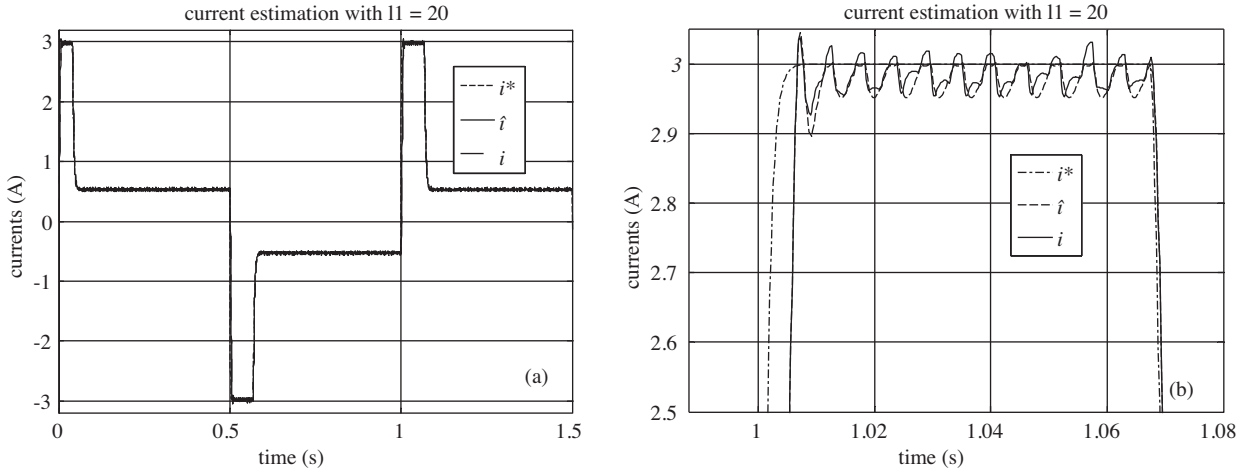 current estimation with l1 = 20
3
2
1
0
-1
-2
-3
currents (A)
i*
î
i
(a)
0
0.5
1
1.5
time (s)
current estimation with l1 = 20
3
2.9
2.8
2.7
2.6
2.5
currents (A)
i*
î
i
(b)
1
1.02
1.04
1.06
1.08
time (s)